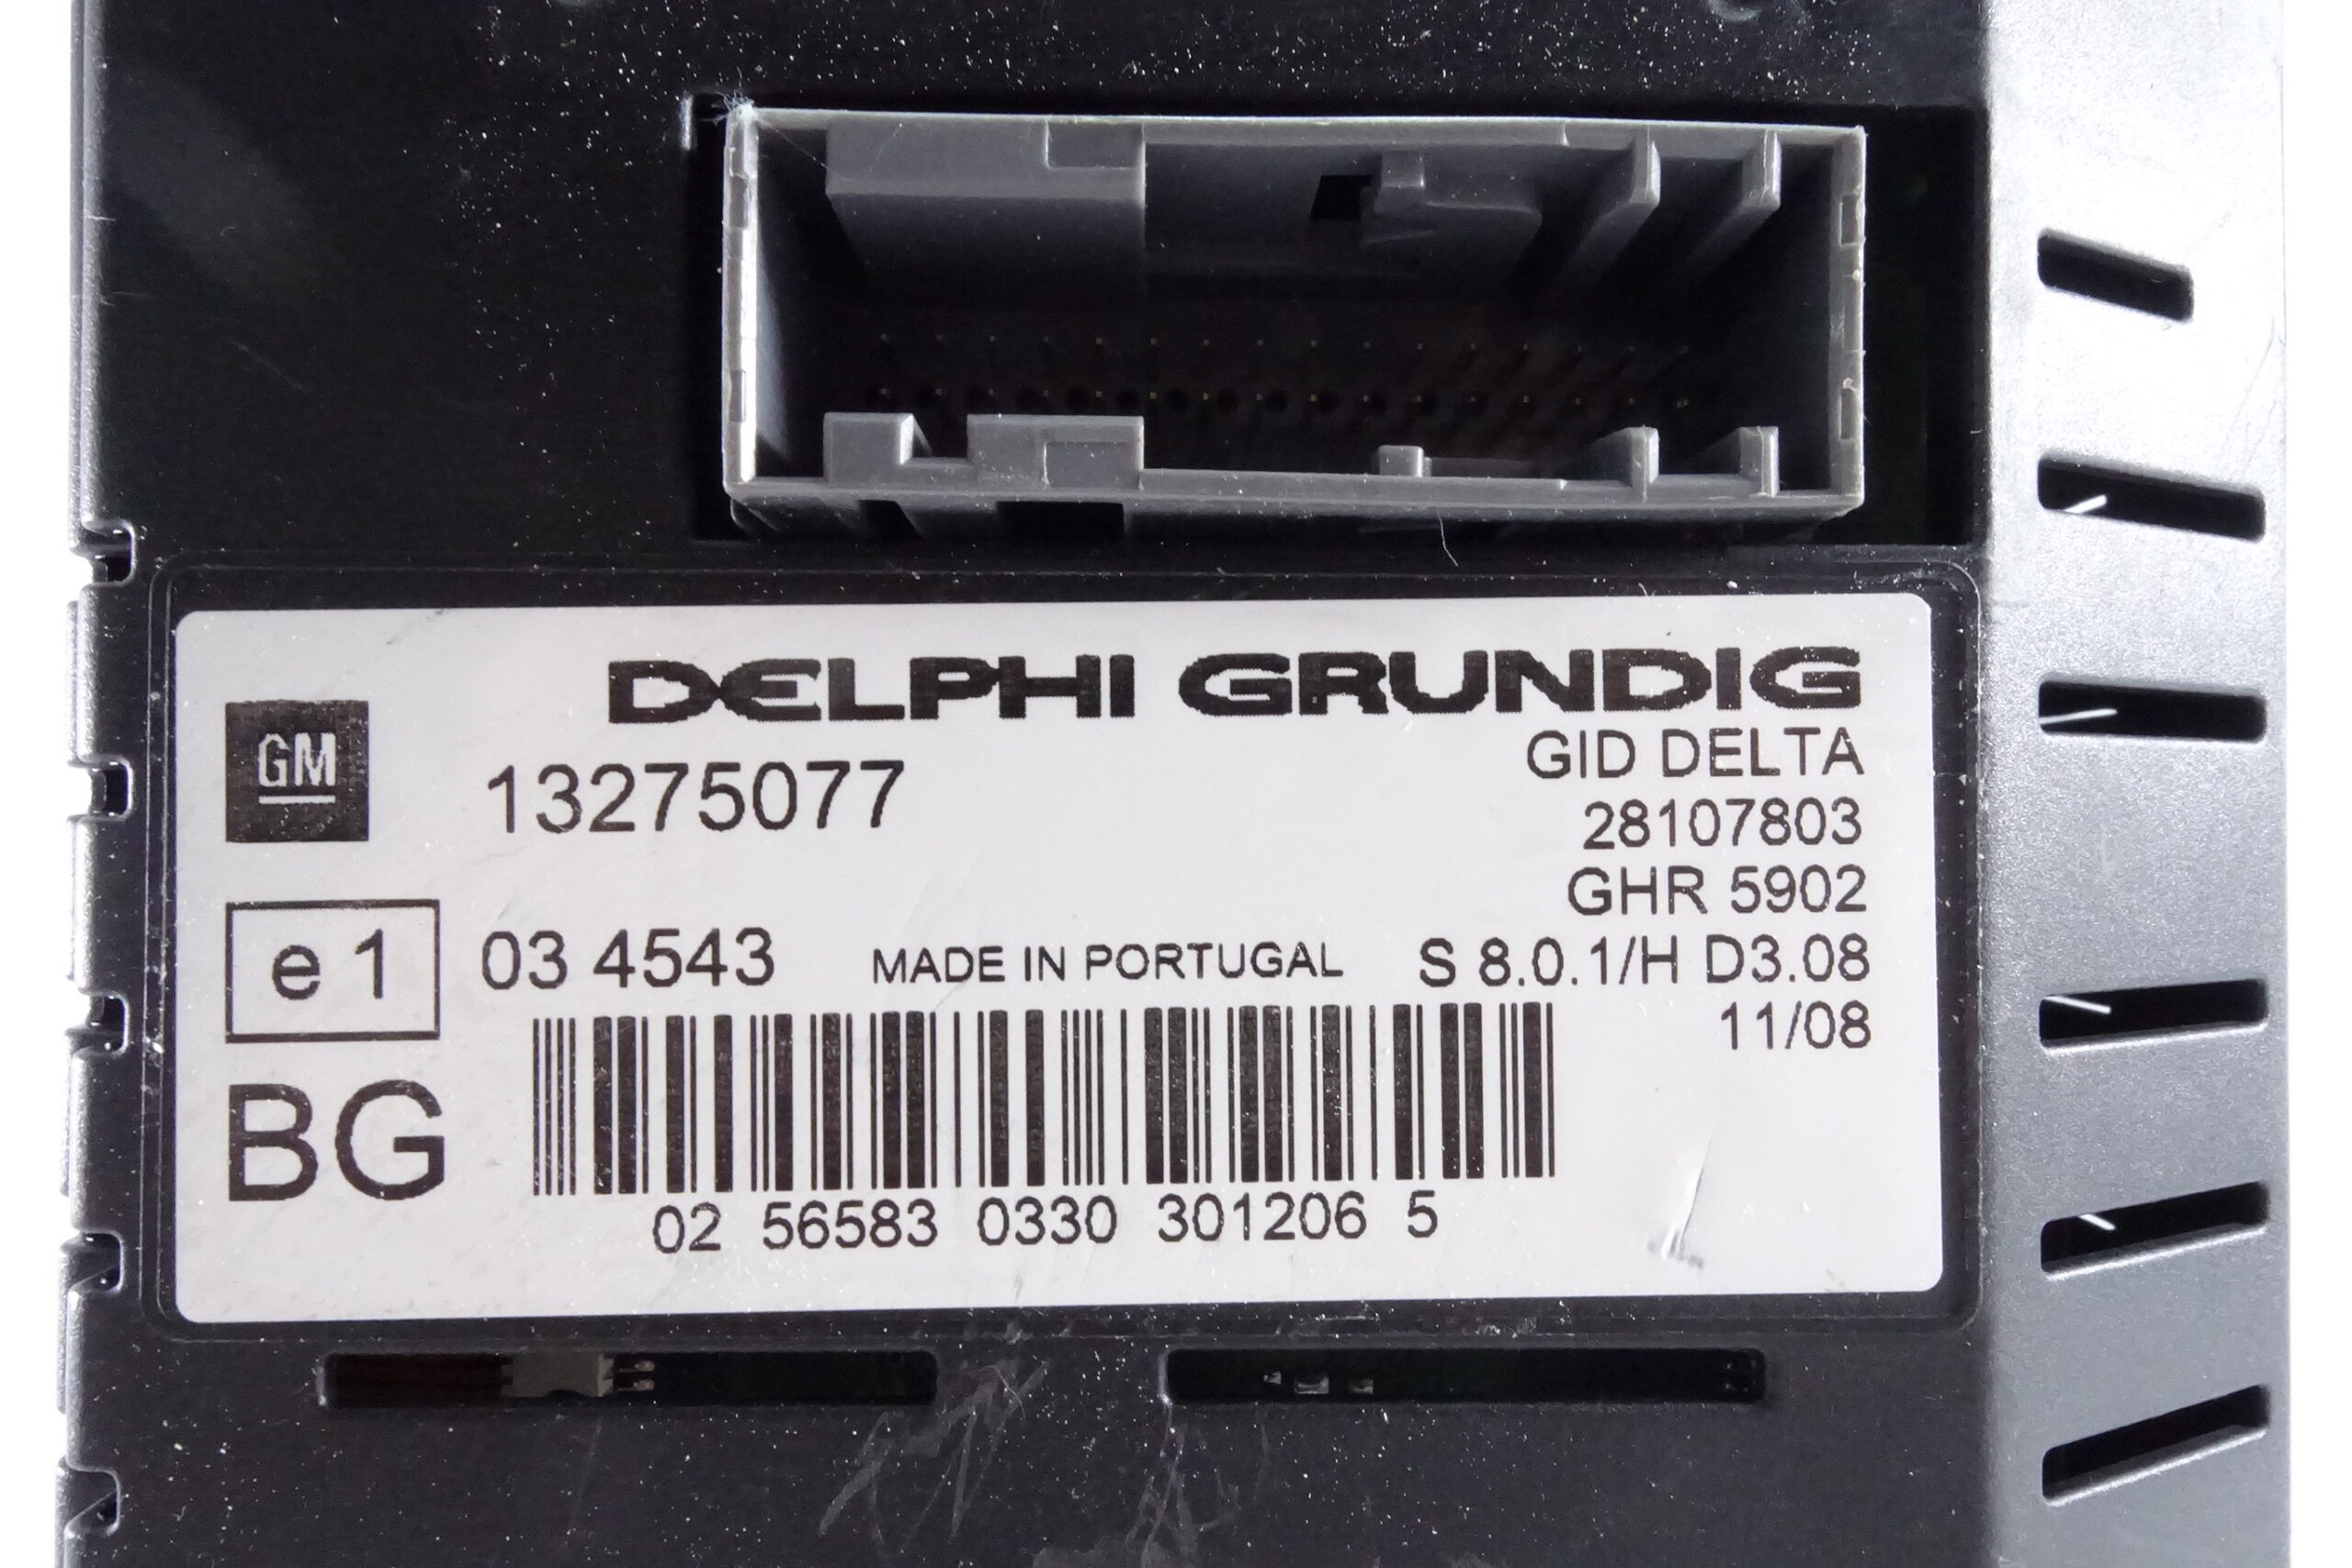 DELPHI GRUNDIG
GM
13275077
GID DELTA
28107803
GHR 5902
e1
03 4543
MADE IN PORTUGAL
S 8.0.1/H D3.08
11/08
BG
02 56583 0330 301206 5